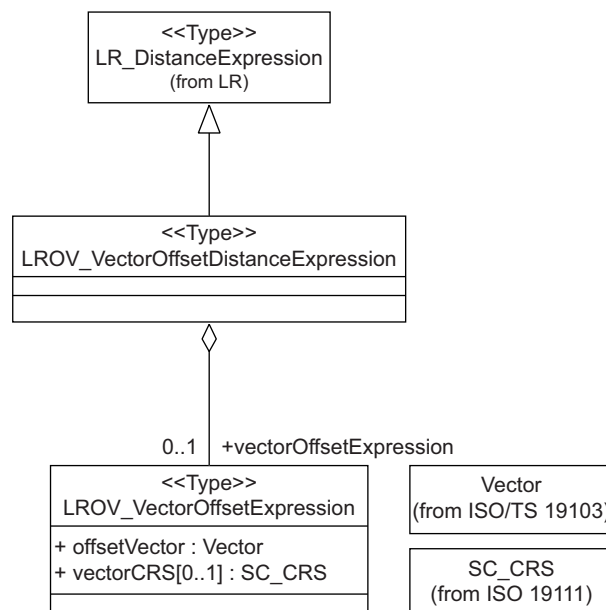 <<Type>>
LR_DistanceExpression
(from LR)
<<Type>>
LROV_VectorOffsetDistanceExpression
0..1 +vectorOffsetExpression
<<Type>>
LROV_VectorOffsetExpression
+ offsetVector : Vector
+ vectorCRS[0..1] : SC_CRS
Vector
(from ISO/TS 19103)
SC_CRS
(from ISO 19111)